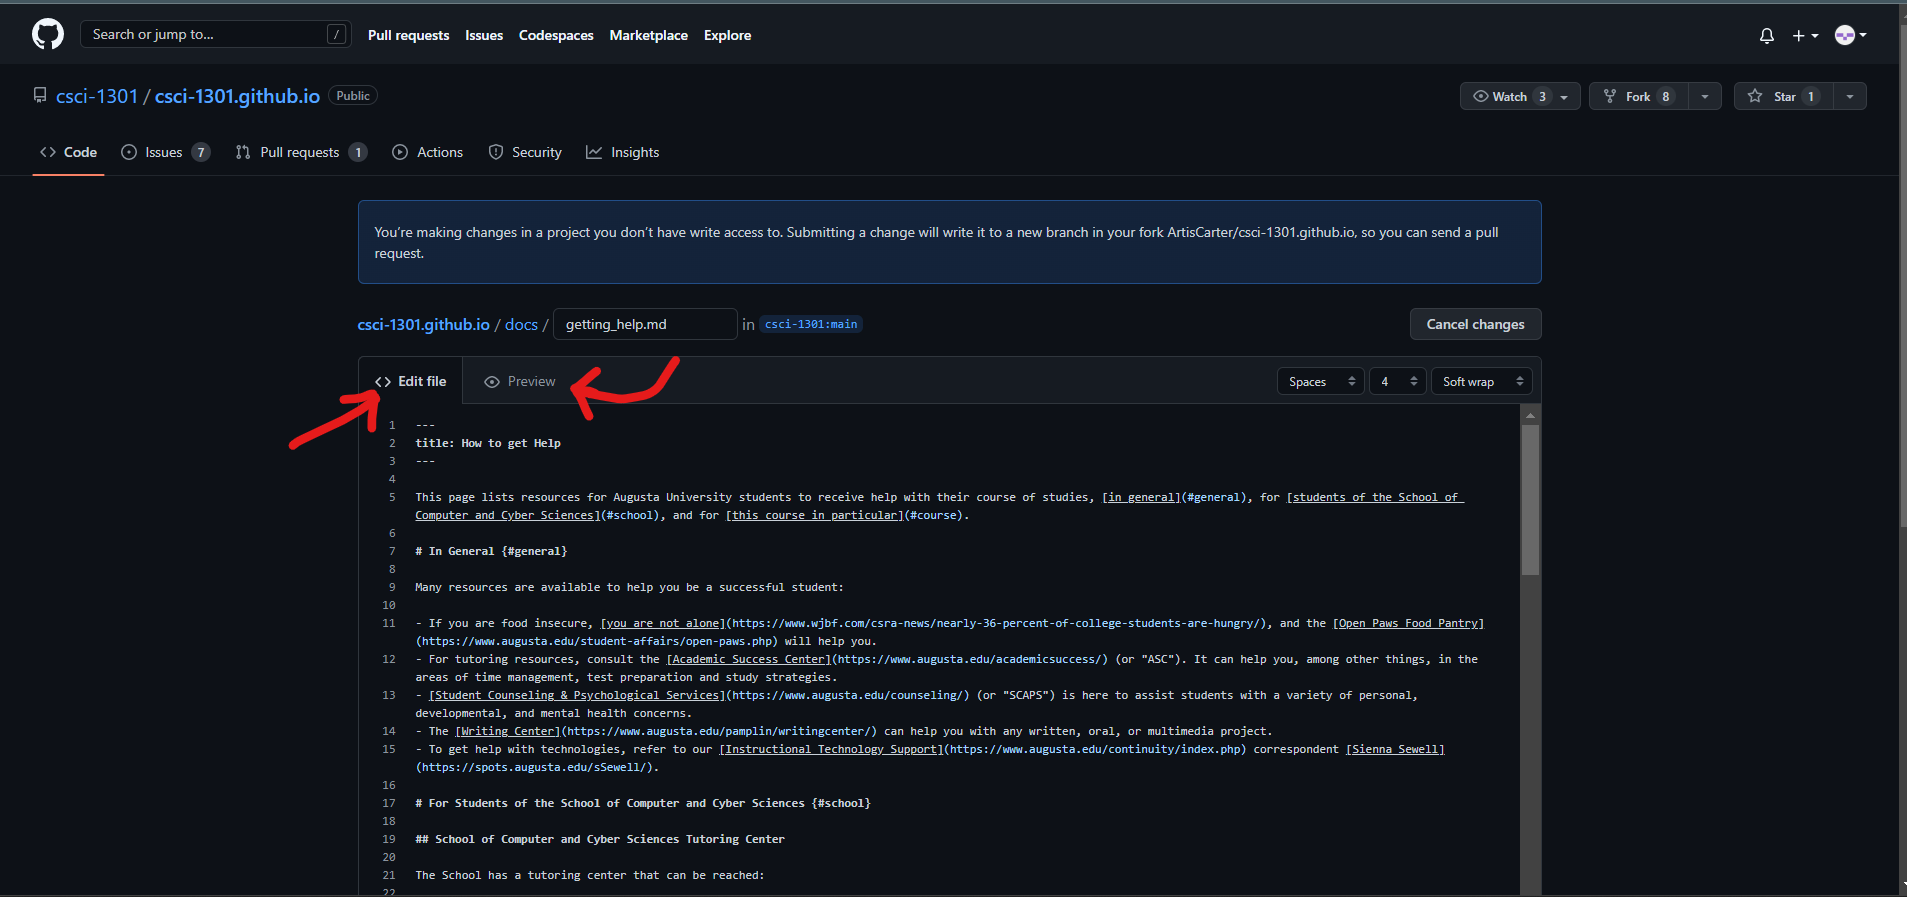 Search or jump to... /
Pull requests Issues Codespaces Marketplace Explore
csci-1301 / csci-1301.github.io Public
Watch 3 Fork 8 Star 1
Code Issues 7 Pull requests 1 Actions Security Insights
You're making changes in a project you don't have write access to. Submitting a change will write it to a new branch in your fork ArtisCarter/csci-1301.github.io, so you can send a pull
request.
csci-1301.github.io / docs / getting_help.md in csci-1301:main Cancel changes
<> Edit file Preview Spaces 4 Soft wrap
1 ---
2 title: How to get Help
3 ---
4
5 This page lists resources for Augusta University students to receive help with their course of studies, [in general](#general), for [students of the School of
Computer and Cyber Sciences](#school), and for [this course in particular](#course).
6
7 # In General {#general}
8
9 Many resources are available to help you be a successful student:
10
11 - If you are food insecure, [you are not alone](https://www.wjbf.com/csra-news/nearly-36-percent-of-college-students-are-hungry/), and the [Open Paws Food Pantry]
(https://www.augusta.edu/student-affairs/open-paws.php) will help you.
12 - For tutoring resources, consult the [Academic Success Center](https://www.augusta.edu/academicsuccess/) (or "ASC"). It can help you, among other things, in the
areas of time management, test preparation and study strategies.
13 - [Student Counseling & Psychological Services](https://www.augusta.edu/counseling/) (or "SCAPS") is here to assist students with a variety of personal,
developmental, and mental health concerns.
14 - The [Writing Center](https://www.augusta.edu/pamplin/writingcenter/) can help you with any written, oral, or multimedia project.
15 - To get help with technologies, refer to our [Instructional Technology Support](https://www.augusta.edu/continuity/index.php) correspondent [Sienna Sewell]
(https://spots.augusta.edu/sSewell/).
16
17 # For Students of the School of Computer and Cyber Sciences {#school}
18
19 ## School of Computer and Cyber Sciences Tutoring Center
20
21 The School has a tutoring center that can be reached:
22